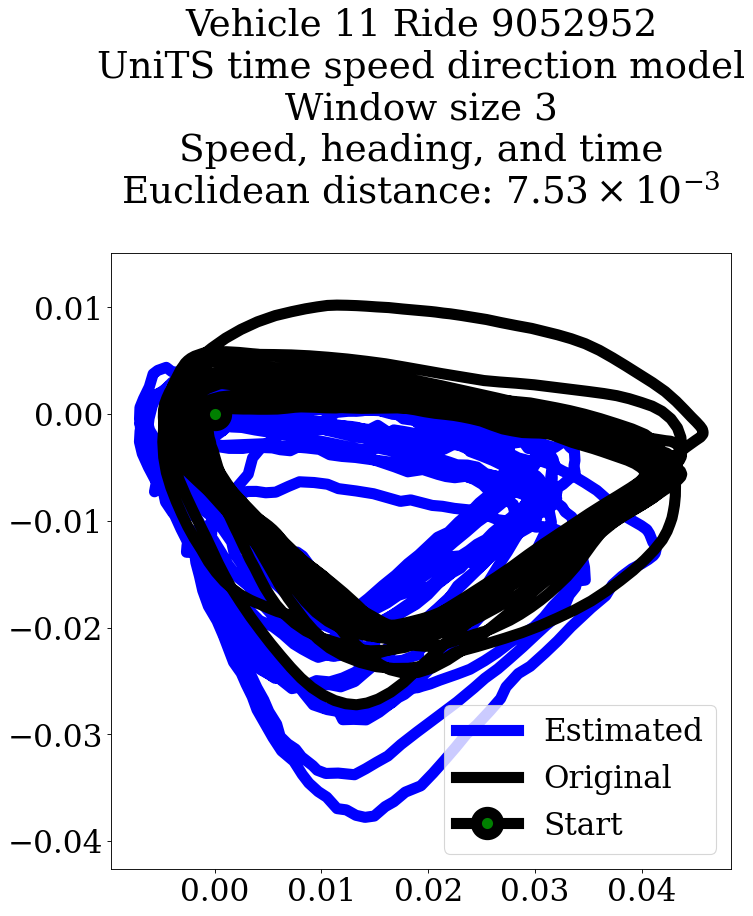 Vehicle 11 Ride 9052952
UniTS time speed direction model
Window size 3
Speed, heading, and time
Euclidean distance: 7.53 × 10⁻³
0.01
0.00
−0.01
−0.02
−0.03
−0.04
Estimated
Original
Start
0.00 0.01 0.02 0.03 0.04